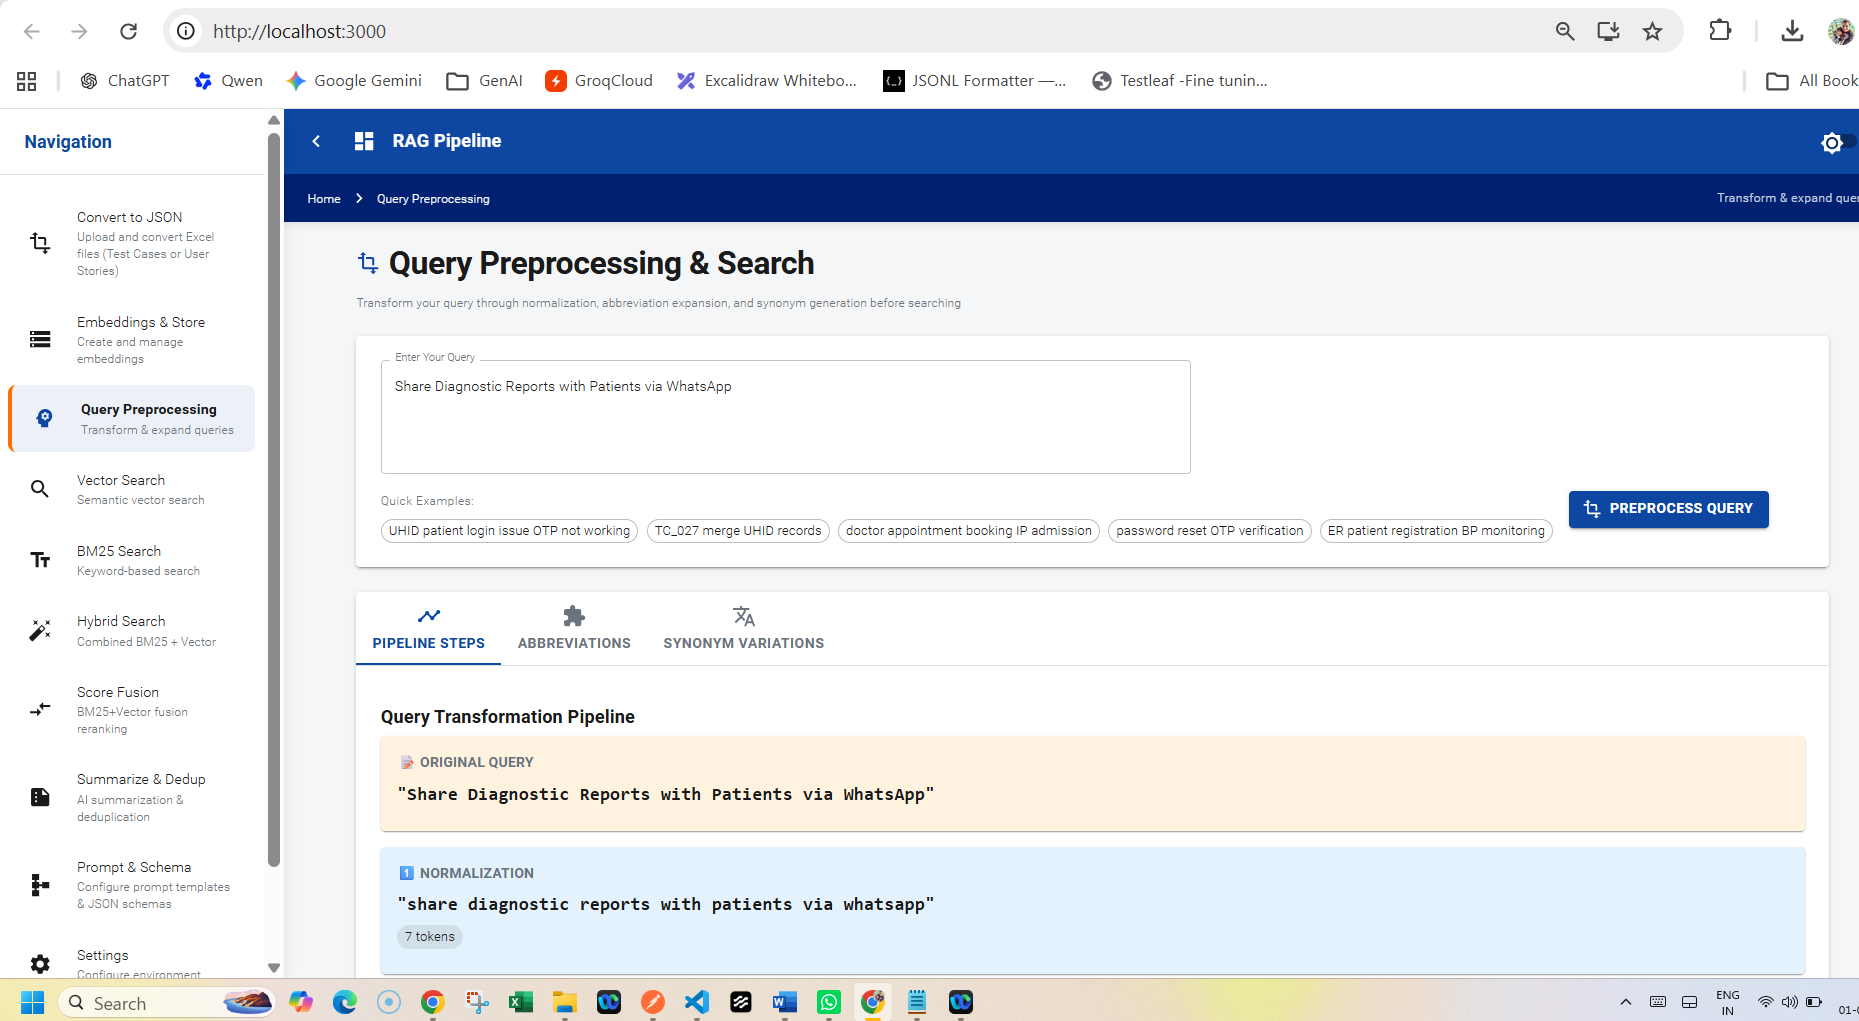 http://localhost:3000
ChatGPT
Qwen
Google Gemini
GenAI
GroqCloud
Excalidraw Whitebo...
JSONL Formatter —...
Testleaf -Fine tunin...
All Book
Navigation
Convert to JSON
Upload and convert Excel
files (Test Cases or User
Stories)
Embeddings & Store
Create and manage
embeddings
Query Preprocessing
Transform & expand queries
Vector Search
Semantic vector search
BM25 Search
Keyword-based search
Hybrid Search
Combined BM25 + Vector
Score Fusion
BM25+Vector fusion
reranking
Summarize & Dedup
AI summarization &
deduplication
Prompt & Schema
Configure prompt templates
& JSON schemas
Settings
Configure environment
RAG Pipeline
Home
Query Preprocessing
Transform & expand quer
Query Preprocessing & Search
Transform your query through normalization, abbreviation expansion, and synonym generation before searching
Enter Your Query
Share Diagnostic Reports with Patients via WhatsApp
Quick Examples:
UHID patient login issue OTP not working
TC_027 merge UHID records
doctor appointment booking IP admission
password reset OTP verification
ER patient registration BP monitoring
PREPROCESS QUERY
PIPELINE STEPS
ABBREVIATIONS
SYNONYM VARIATIONS
Query Transformation Pipeline
ORIGINAL QUERY
"Share Diagnostic Reports with Patients via WhatsApp"
1 NORMALIZATION
"share diagnostic reports with patients via whatsapp"
7 tokens
Search
ENG
IN
01-